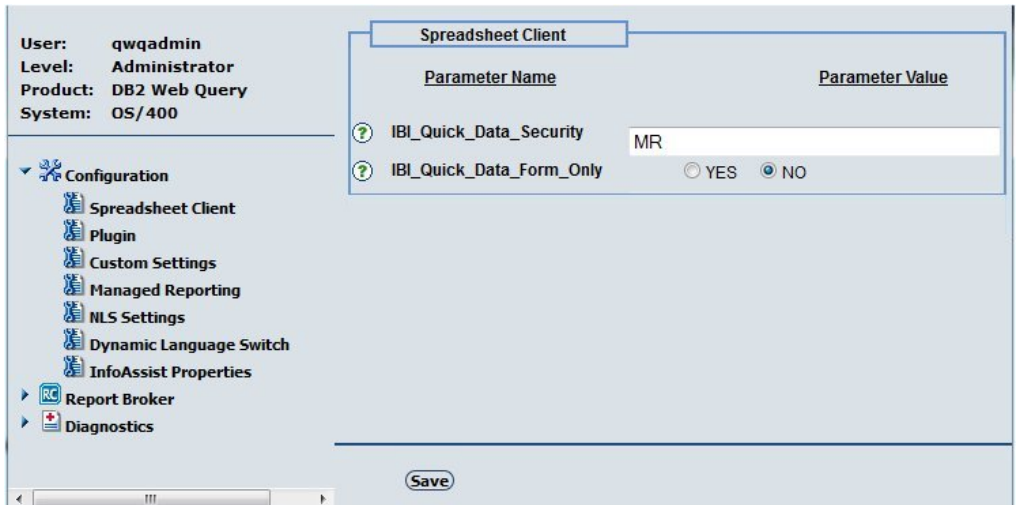 User: qwqadmin
Level: Administrator
Product: DB2 Web Query
System: OS/400
Configuration
Spreadsheet Client
Plugin
Custom Settings
Managed Reporting
NLS Settings
Dynamic Language Switch
InfoAssist Properties
RC Report Broker
Diagnostics
Spreadsheet Client
Parameter Name Parameter Value
? IBI_Quick_Data_Security MR
? IBI_Quick_Data_Form_Only YES NO
Save